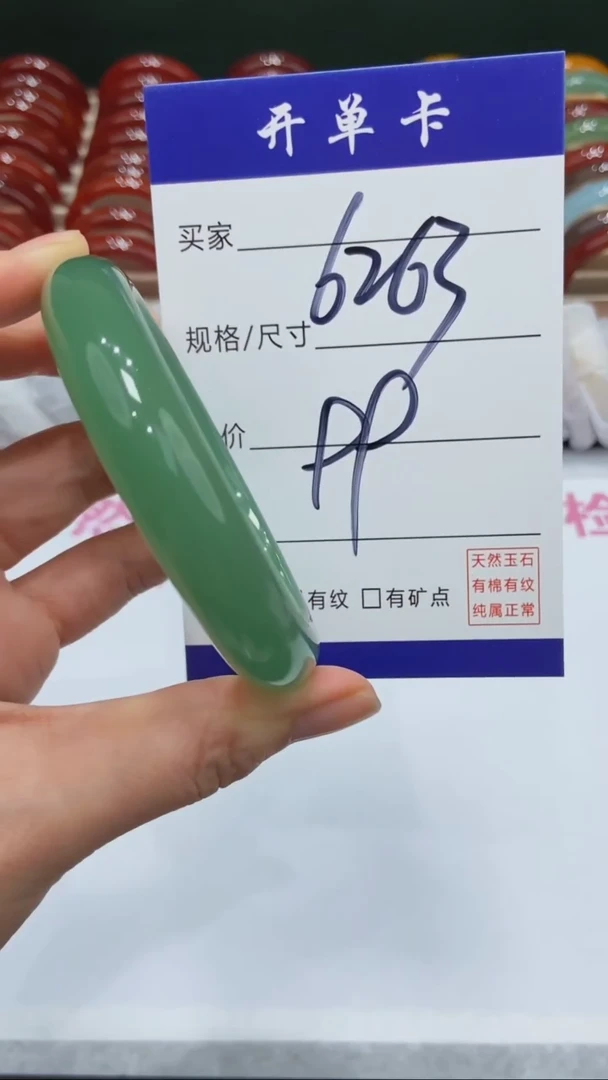 开单卡
买家
6263
规格/尺寸
价
PP
有纹 □有矿点
天然玉石
有棉有纹
纯属正常
检